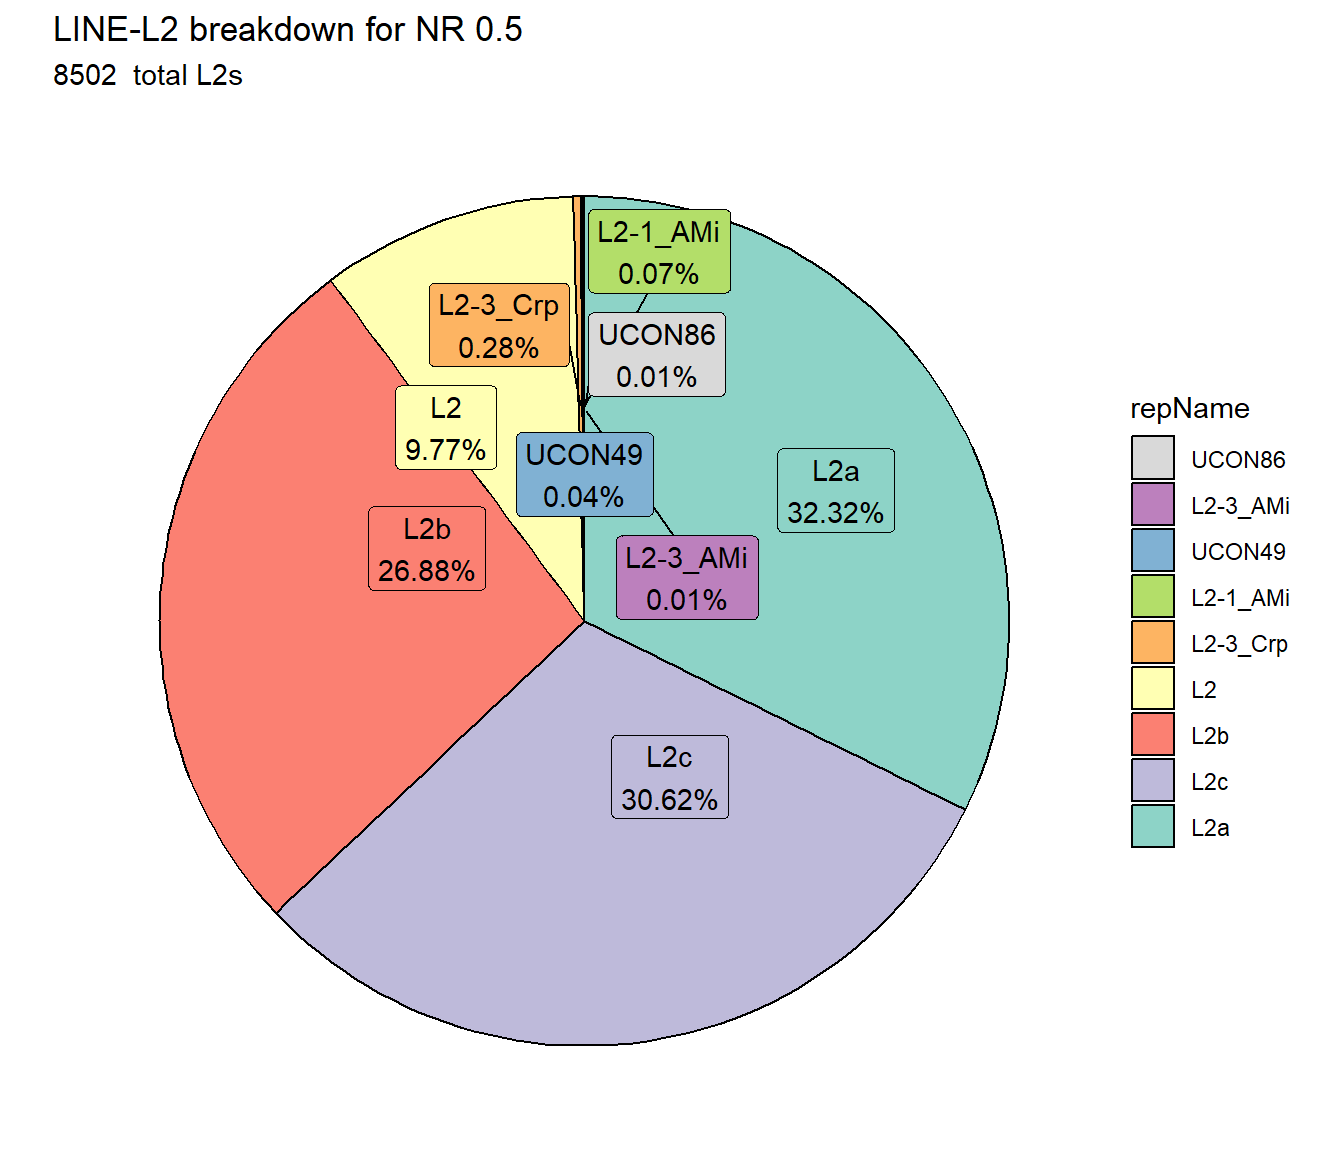 LINE-L2 breakdown for NR 0.5
8502  total L2s
L2-1_AMi
0.07%
L2-3_Crp
0.28%
UCON86
0.01%
L2
9.77%
UCON49
0.04%
L2a
32.32%
L2b
26.88%
L2-3_AMi
0.01%
L2c
30.62%
repName
UCON86
L2-3_AMi
UCON49
L2-1_AMi
L2-3_Crp
L2
L2b
L2c
L2a